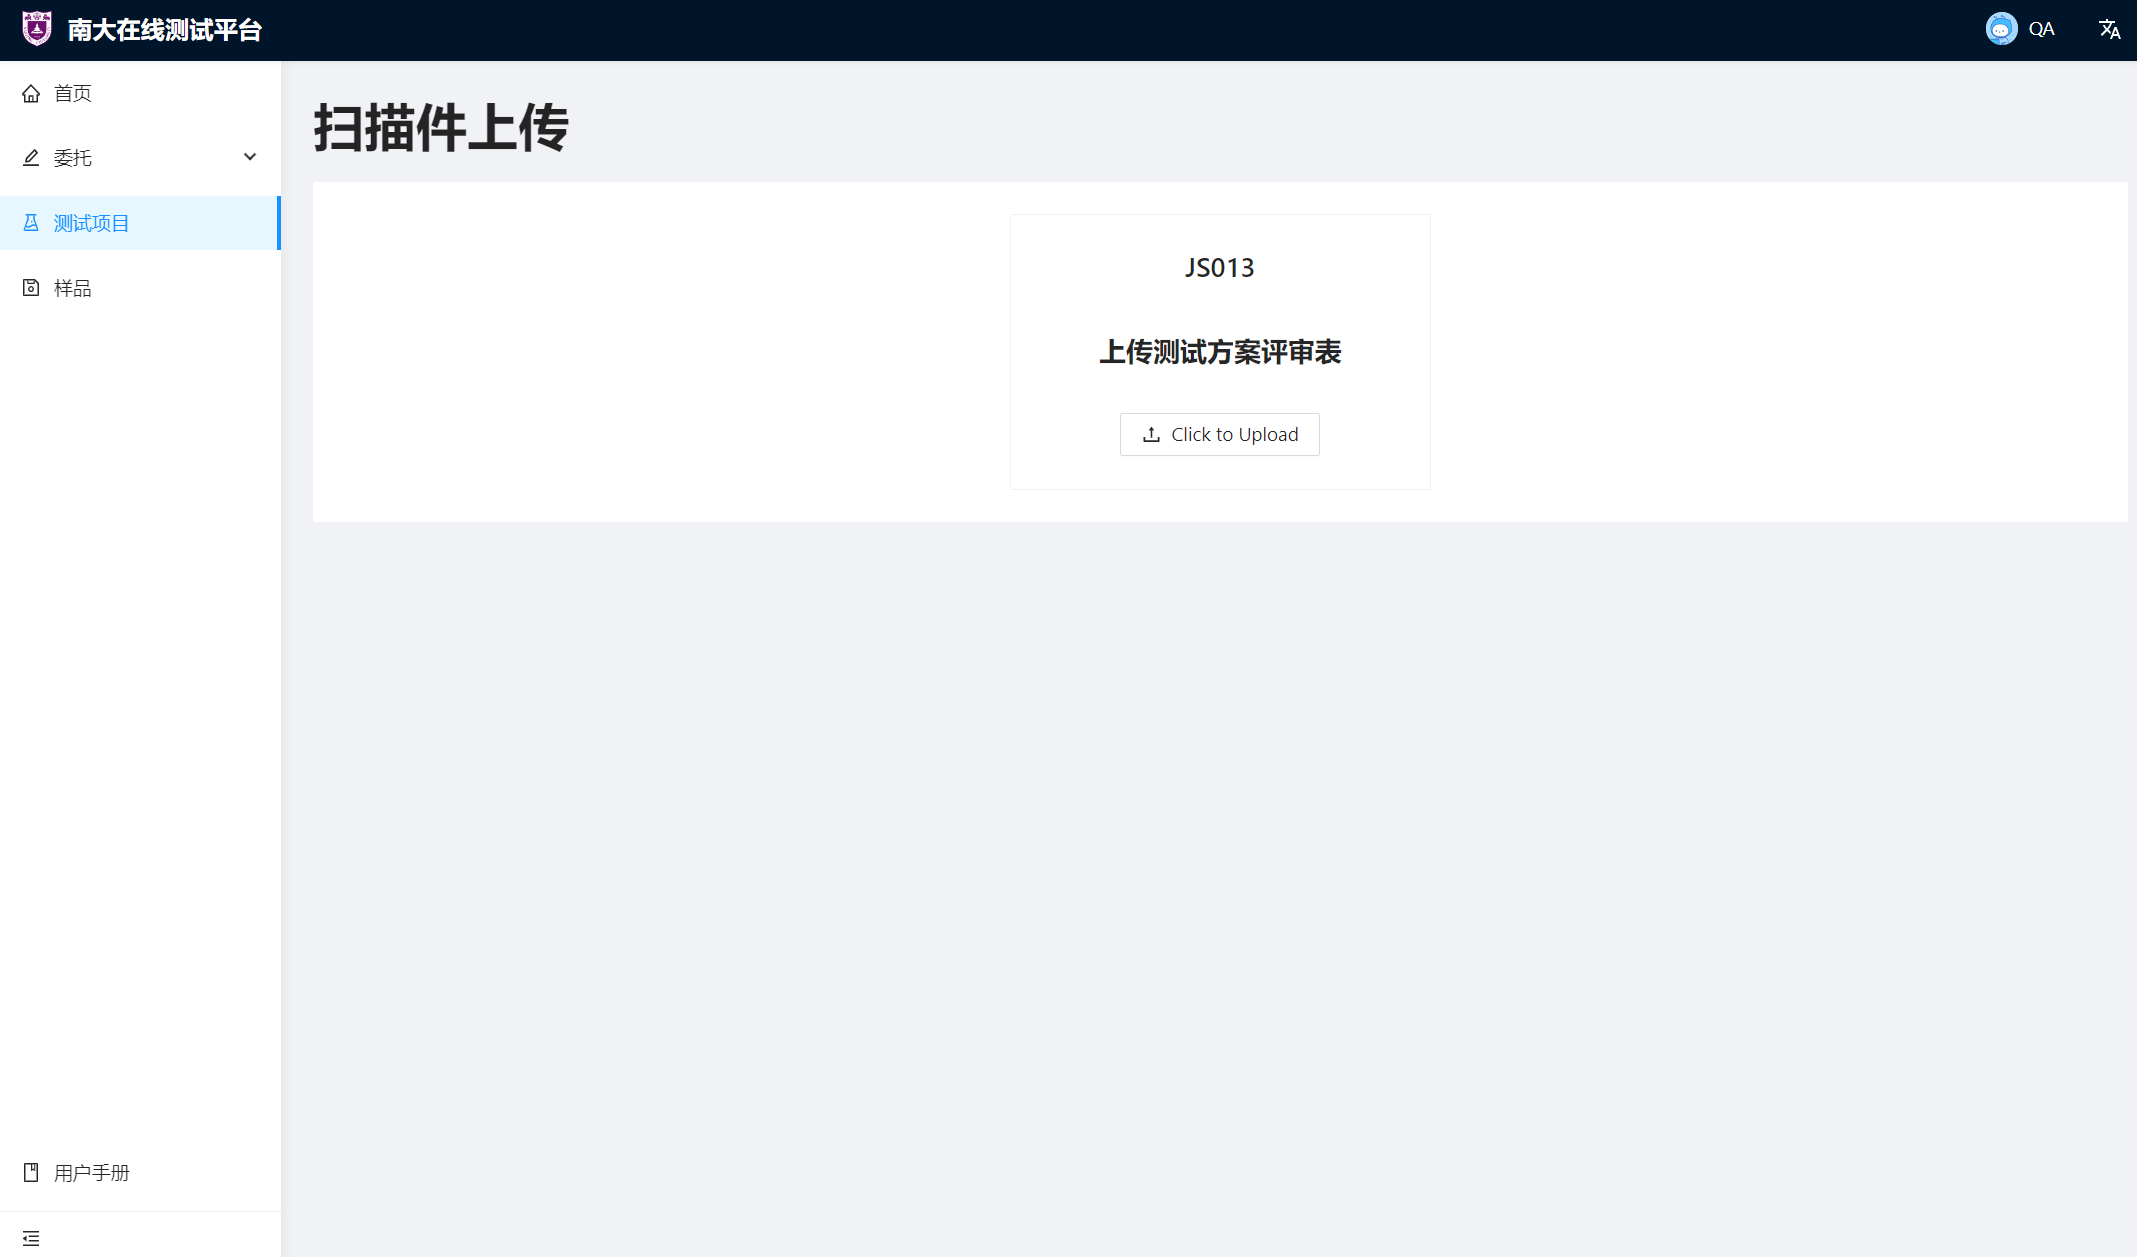 南大在线测试平台
QA
首页
委托
测试项目
样品
用户手册
扫描件上传
JS013
上传测试方案评审表
Click to Upload